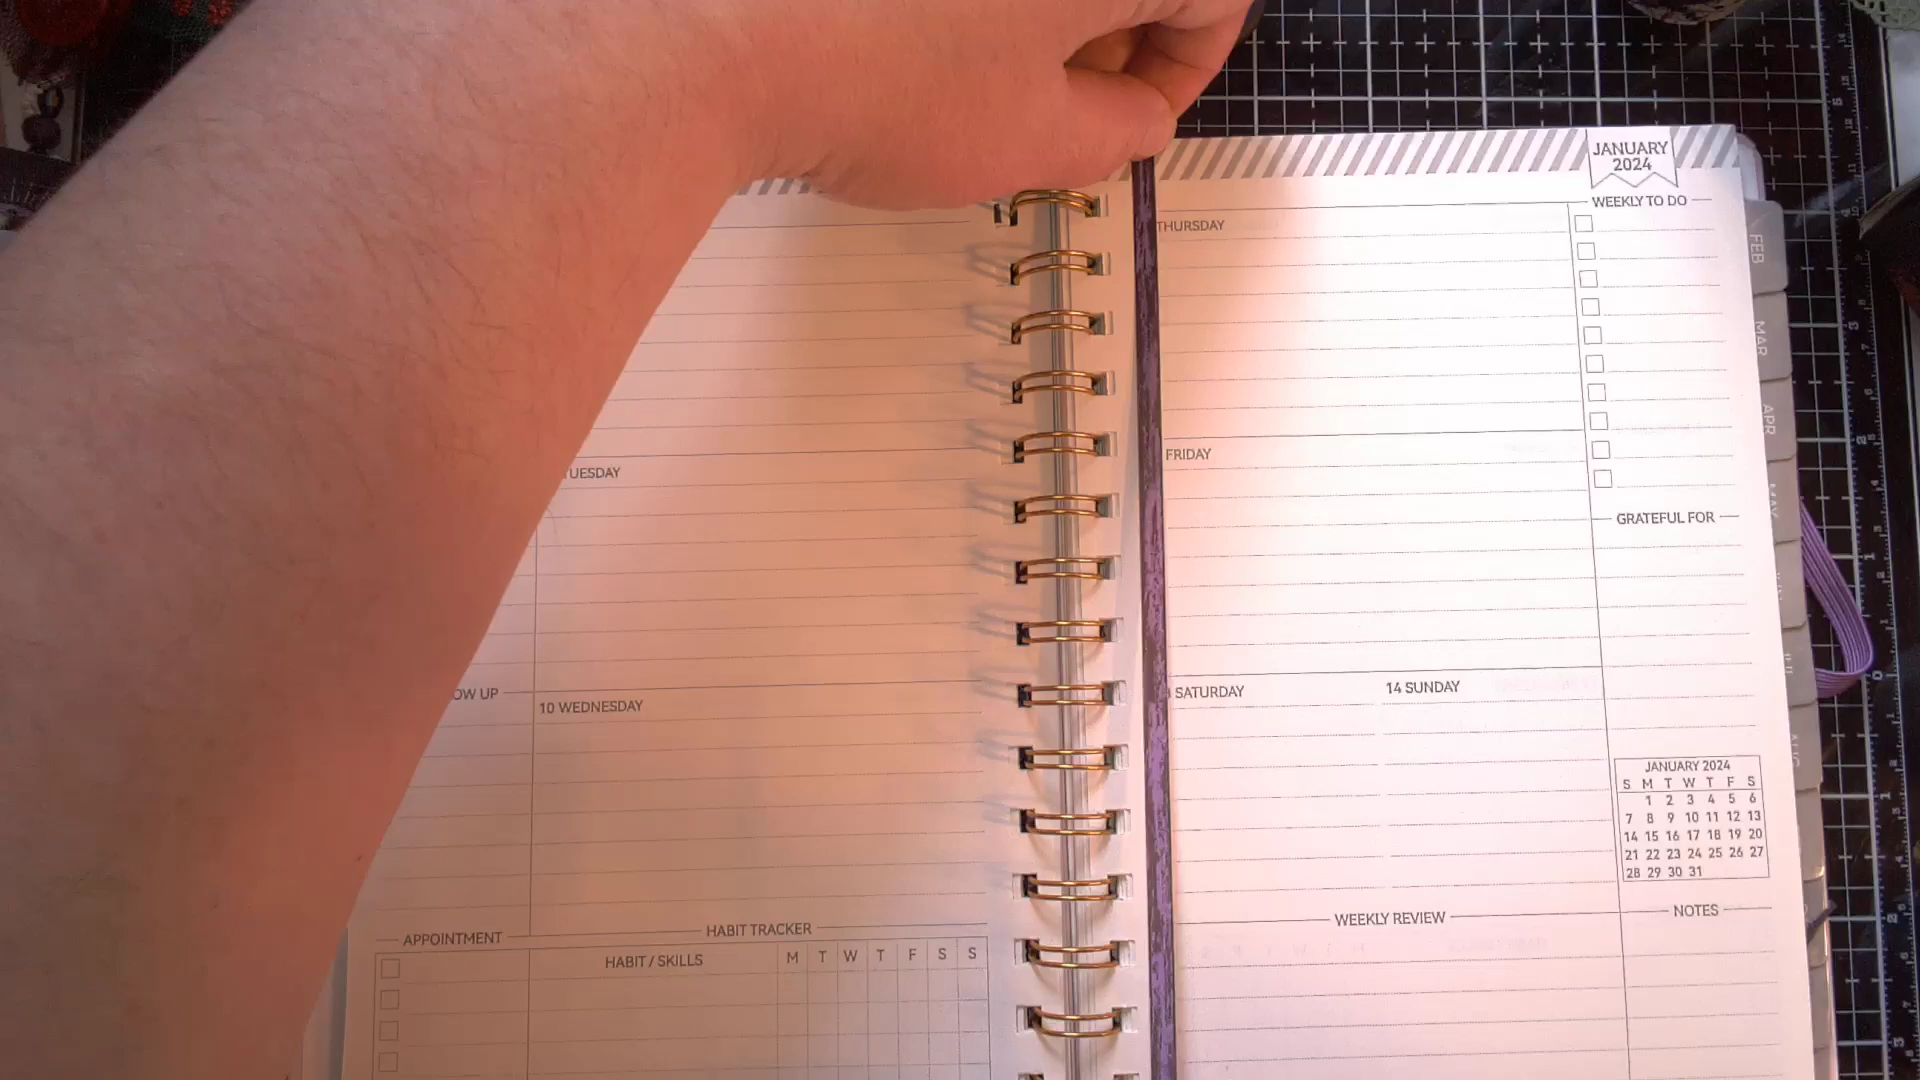 TUESDAY
OW UP
10 WEDNESDAY
APPOINTMENT
HABIT TRACKER
HABIT / SKILLS M T W T F S S
JANUARY
2024
WEEKLY TO DO
THURSDAY
FRIDAY
GRATEFUL FOR
SATURDAY
14 SUNDAY
JANUARY 2024
S M T W T F S
1 2 3 4 5 6
7 8 9 10 11 12 13
14 15 16 17 18 19 20
21 22 23 24 25 26 27
28 29 30 31
WEEKLY REVIEW
NOTES
FEB
MAR
APR
MAY
AUG